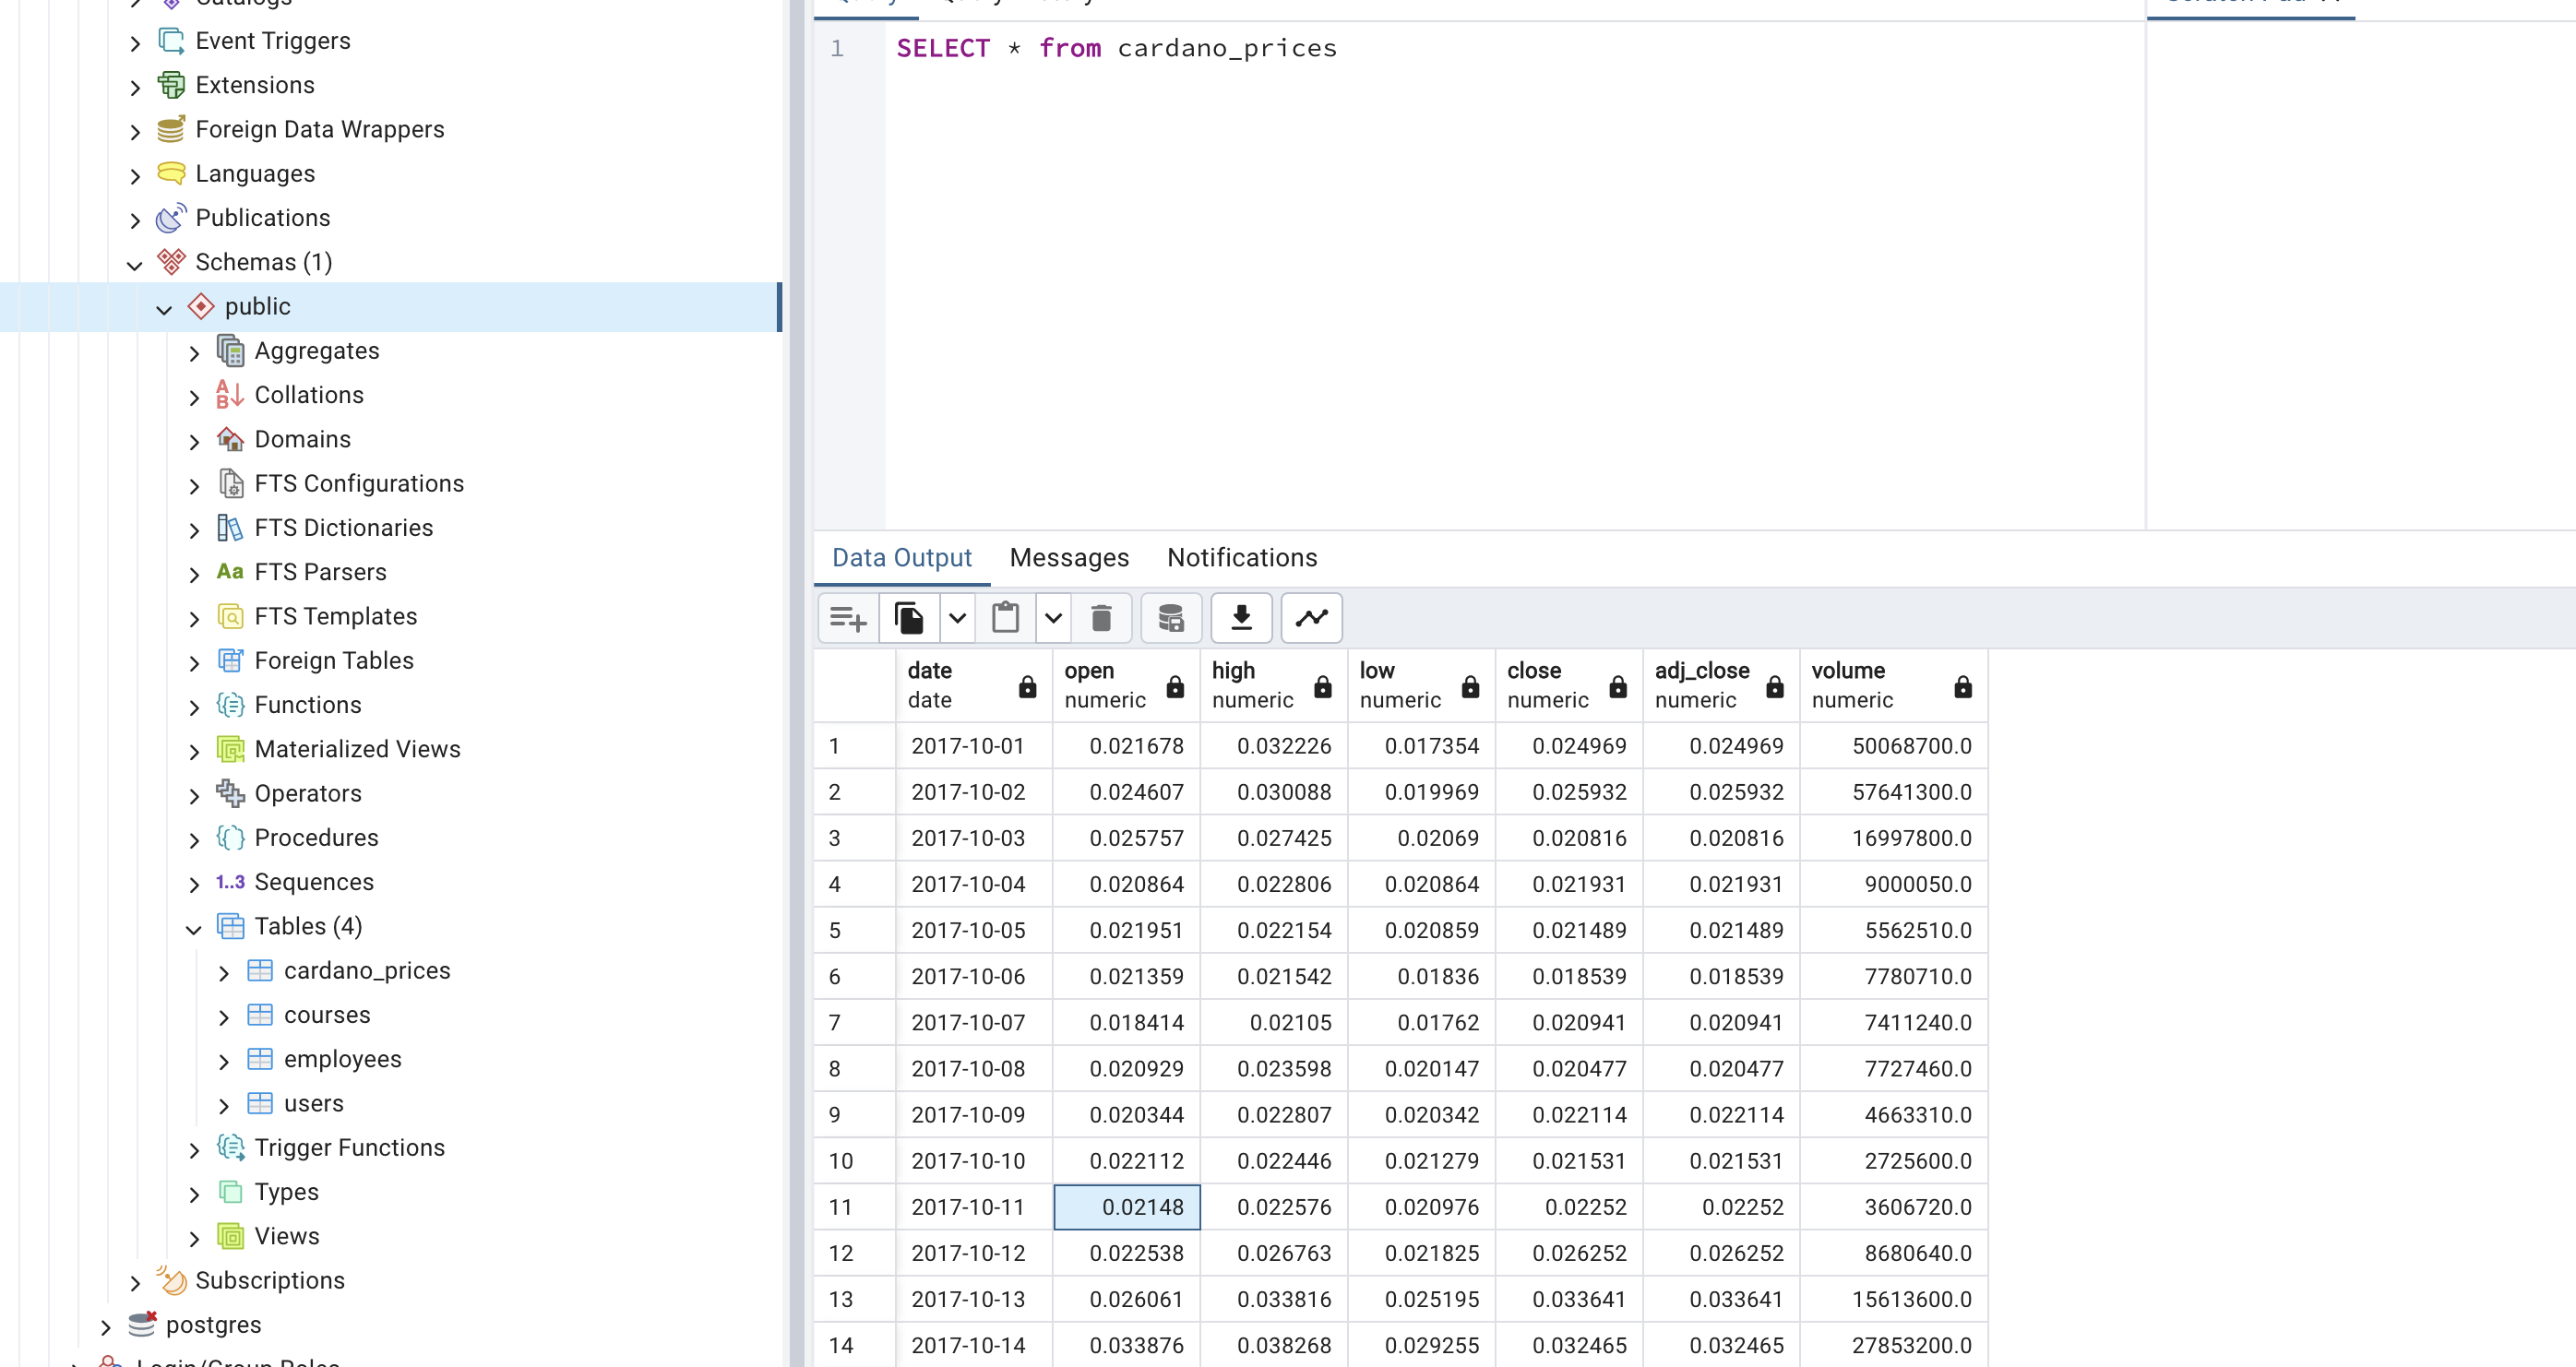 Catalogs
Event Triggers
Extensions
Foreign Data Wrappers
Languages
Publications
Schemas (1)
public
Aggregates
Collations
Domains
FTS Configurations
FTS Dictionaries
Aa FTS Parsers
FTS Templates
Foreign Tables
Functions
Materialized Views
Operators
Procedures
1..3 Sequences
Tables (4)
cardano_prices
courses
employees
users
Trigger Functions
Types
Views
Subscriptions
postgres
Login/Group Roles
1 SELECT * from cardano_prices
Data Output Messages Notifications
date open high low close adj_close volume
date numeric numeric numeric numeric numeric numeric
1 2017-10-01 0.021678 0.032226 0.017354 0.024969 0.024969 50068700.0
2 2017-10-02 0.024607 0.030088 0.019969 0.025932 0.025932 57641300.0
3 2017-10-03 0.025757 0.027425 0.02069 0.020816 0.020816 16997800.0
4 2017-10-04 0.020864 0.022806 0.020864 0.021931 0.021931 9000050.0
5 2017-10-05 0.021951 0.022154 0.020859 0.021489 0.021489 5562510.0
6 2017-10-06 0.021359 0.021542 0.01836 0.018539 0.018539 7780710.0
7 2017-10-07 0.018414 0.02105 0.01762 0.020941 0.020941 7411240.0
8 2017-10-08 0.020929 0.023598 0.020147 0.020477 0.020477 7727460.0
9 2017-10-09 0.020344 0.022807 0.020342 0.022114 0.022114 4663310.0
10 2017-10-10 0.022112 0.022446 0.021279 0.021531 0.021531 2725600.0
11 2017-10-11 0.02148 0.022576 0.020976 0.02252 0.02252 3606720.0
12 2017-10-12 0.022538 0.026763 0.021825 0.026252 0.026252 8680640.0
13 2017-10-13 0.026061 0.033816 0.025195 0.033641 0.033641 15613600.0
14 2017-10-14 0.033876 0.038268 0.029255 0.032465 0.032465 27853200.0